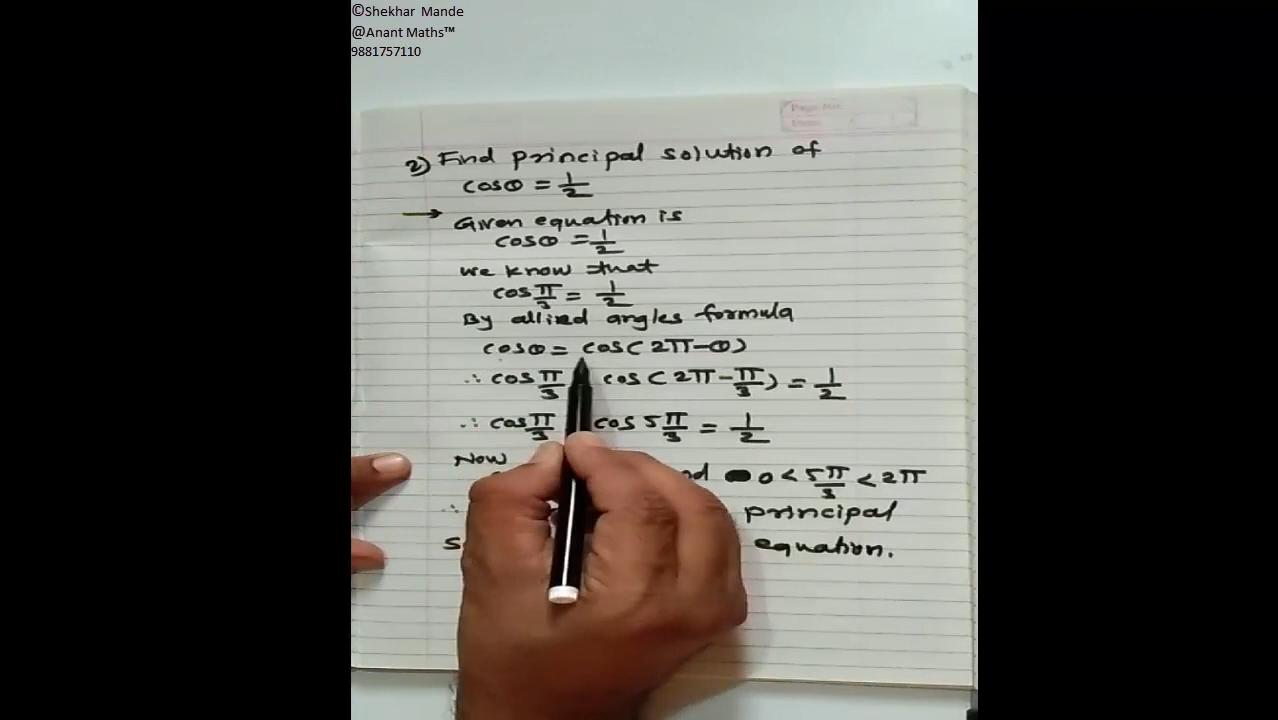 ©Shekhar Mande
@Anant Maths™
9881757110
2) Find principal solution of
cosθ = 1/2
→ Given equation is
cosθ = 1/2
we know that
cos π/3 = 1/2
By allied angles formula
cosθ = cos(2π-θ)
∴ cos π/3 cos(2π-π/3) = 1/2
∴ cos π/3 cos 5π/3 = 1/2
Now
0 < 5π/3 < 2π
∴ principal
equation.